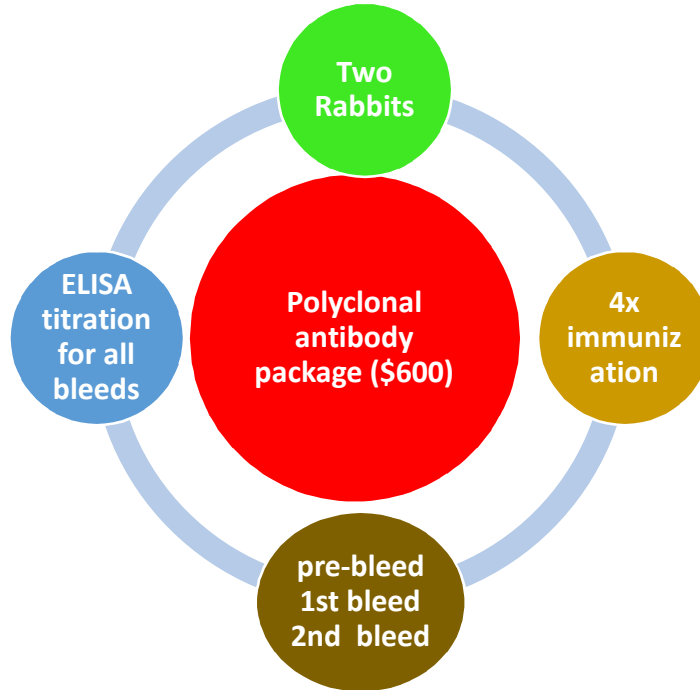 Two
Rabbits
Polyclonal
antibody
package ($600)
4x
immuniz
ation
pre-bleed
1st bleed
2nd  bleed
ELISA
titration
for all
bleeds